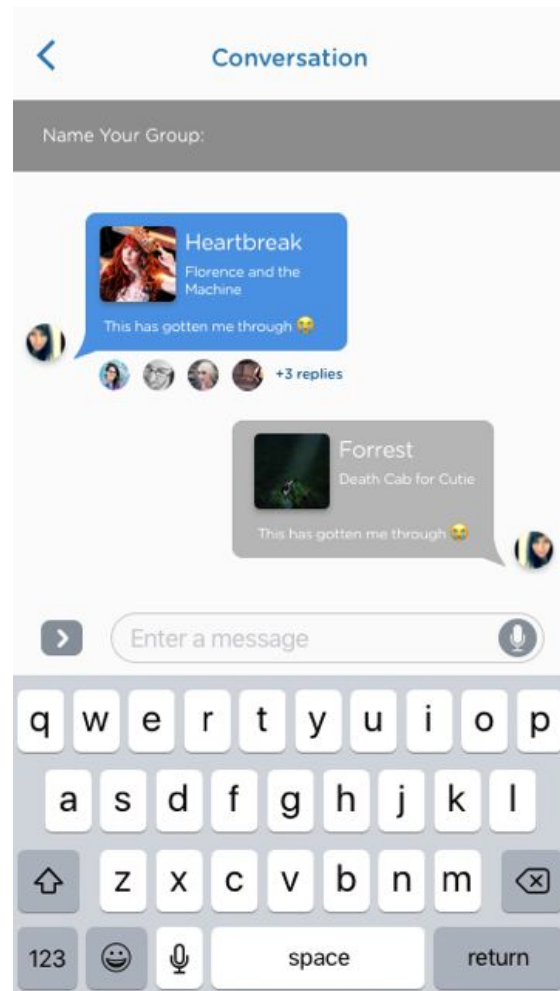 Conversation
Name Your Group:
Heartbreak
Florence and the
Machine
This has gotten me through 😭
+3 replies
Forrest
Death Cab for Cutie
This has gotten me through 😭
Enter a message
q w e r t y u i o p
a s d f g h j k l
z x c v b n m
123 space return